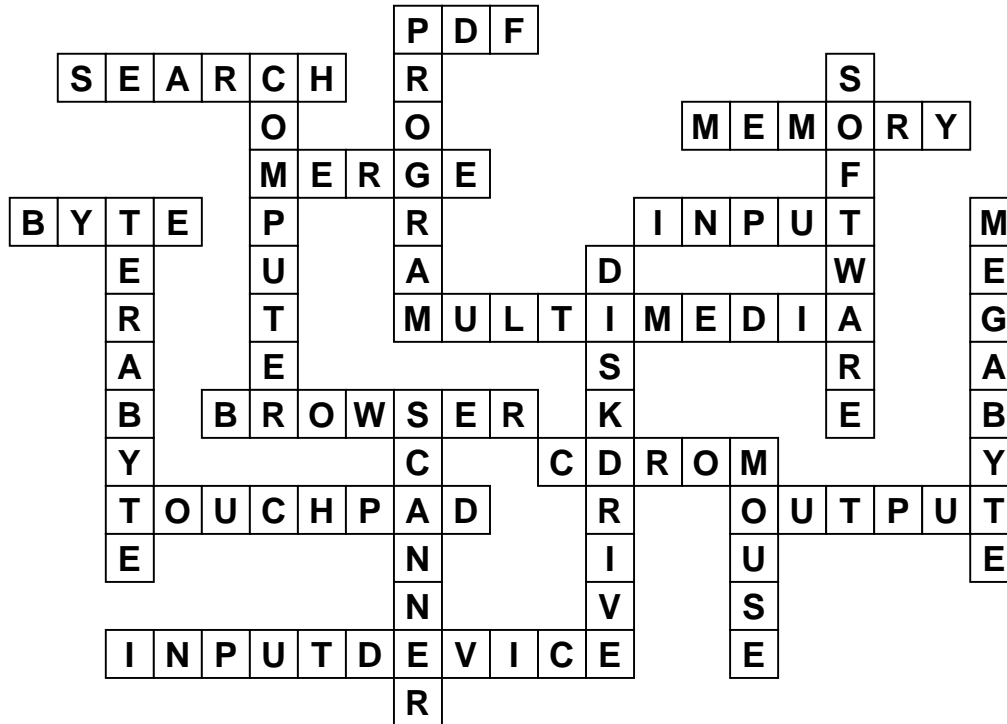 P D F
S E A R C H R S
O O M E M O R Y
M E R G E F
B Y T E P R I N P U T M
E U A D W E
R T M U L T I M E D I A G
A E S R A
B B R O W S E R K E B
Y C C D R O M Y
T O U C H P A D R O U T P U T
E N I U E
N V S
I N P U T D E V I C E E
R